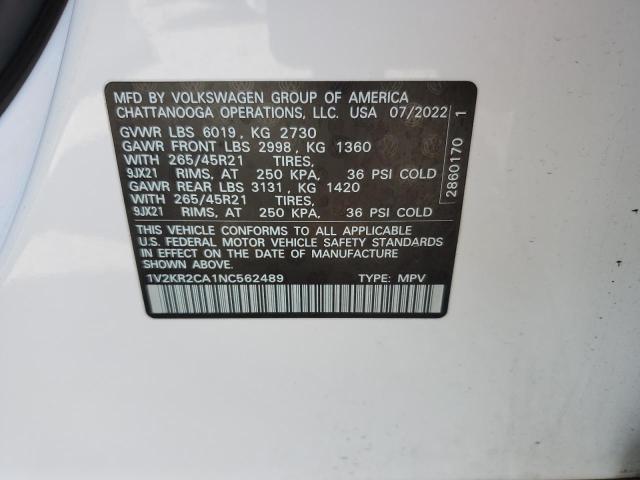 MFD BY VOLKSWAGEN GROUP OF AMERICA
CHATTANOOGA OPERATIONS, LLC. USA 07/2022
GVWR LBS 6019, KG 2730
GAWR FRONT LBS 2998, KG 1360
WITH 265/45R21 TIRES,
9JX21 RIMS, AT 250 KPA, 36 PSI COLD
GAWR REAR LBS 3131, KG 1420
WITH 265/45R21 TIRES,
9JX21 RIMS, AT 250 KPA, 36 PSI COLD
THIS VEHICLE CONFORMS TO ALL APPLICABLE
U.S. FEDERAL MOTOR VEHICLE SAFETY STANDARDS
IN EFFECT ON THE DATE OF MANUFACTURE
SHOWN ABOVE.
1V2KR2CA1NC562489 TYPE: MPV
2860170 1